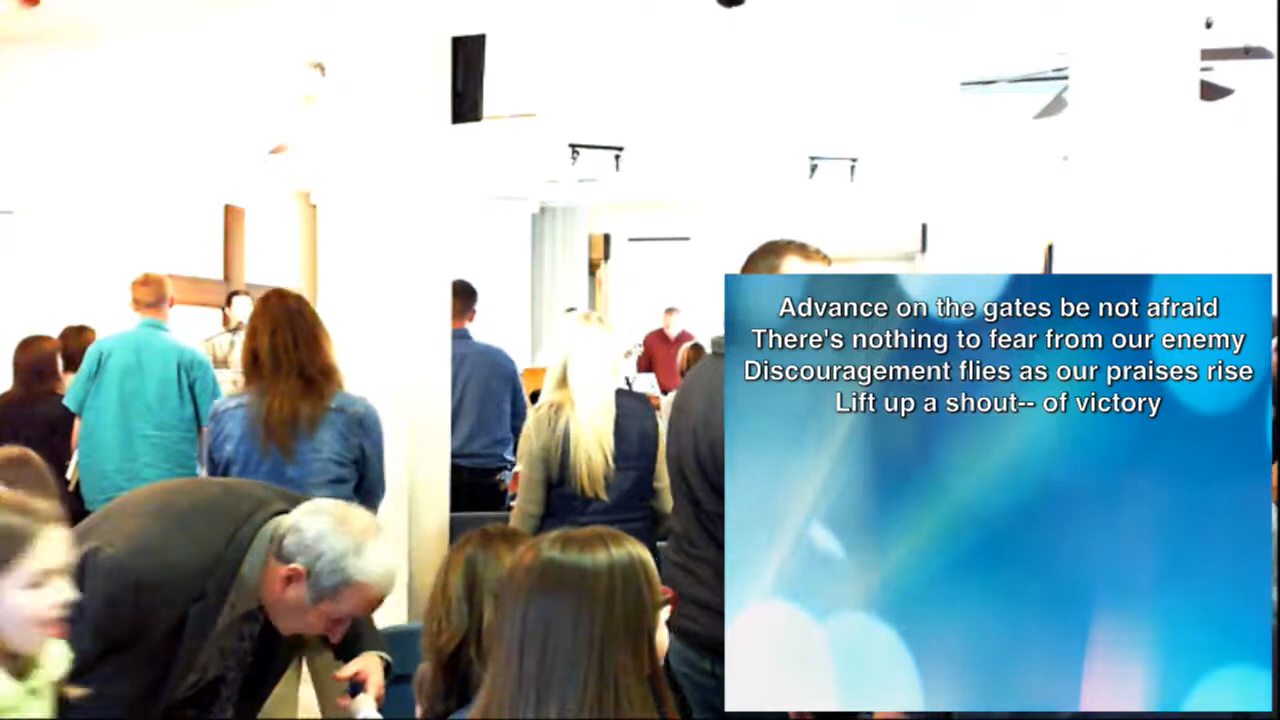 Advance on the gates be not afraid
There's nothing to fear from our enemy
Discouragement flies as our praises rise
Lift up a shout-- of victory